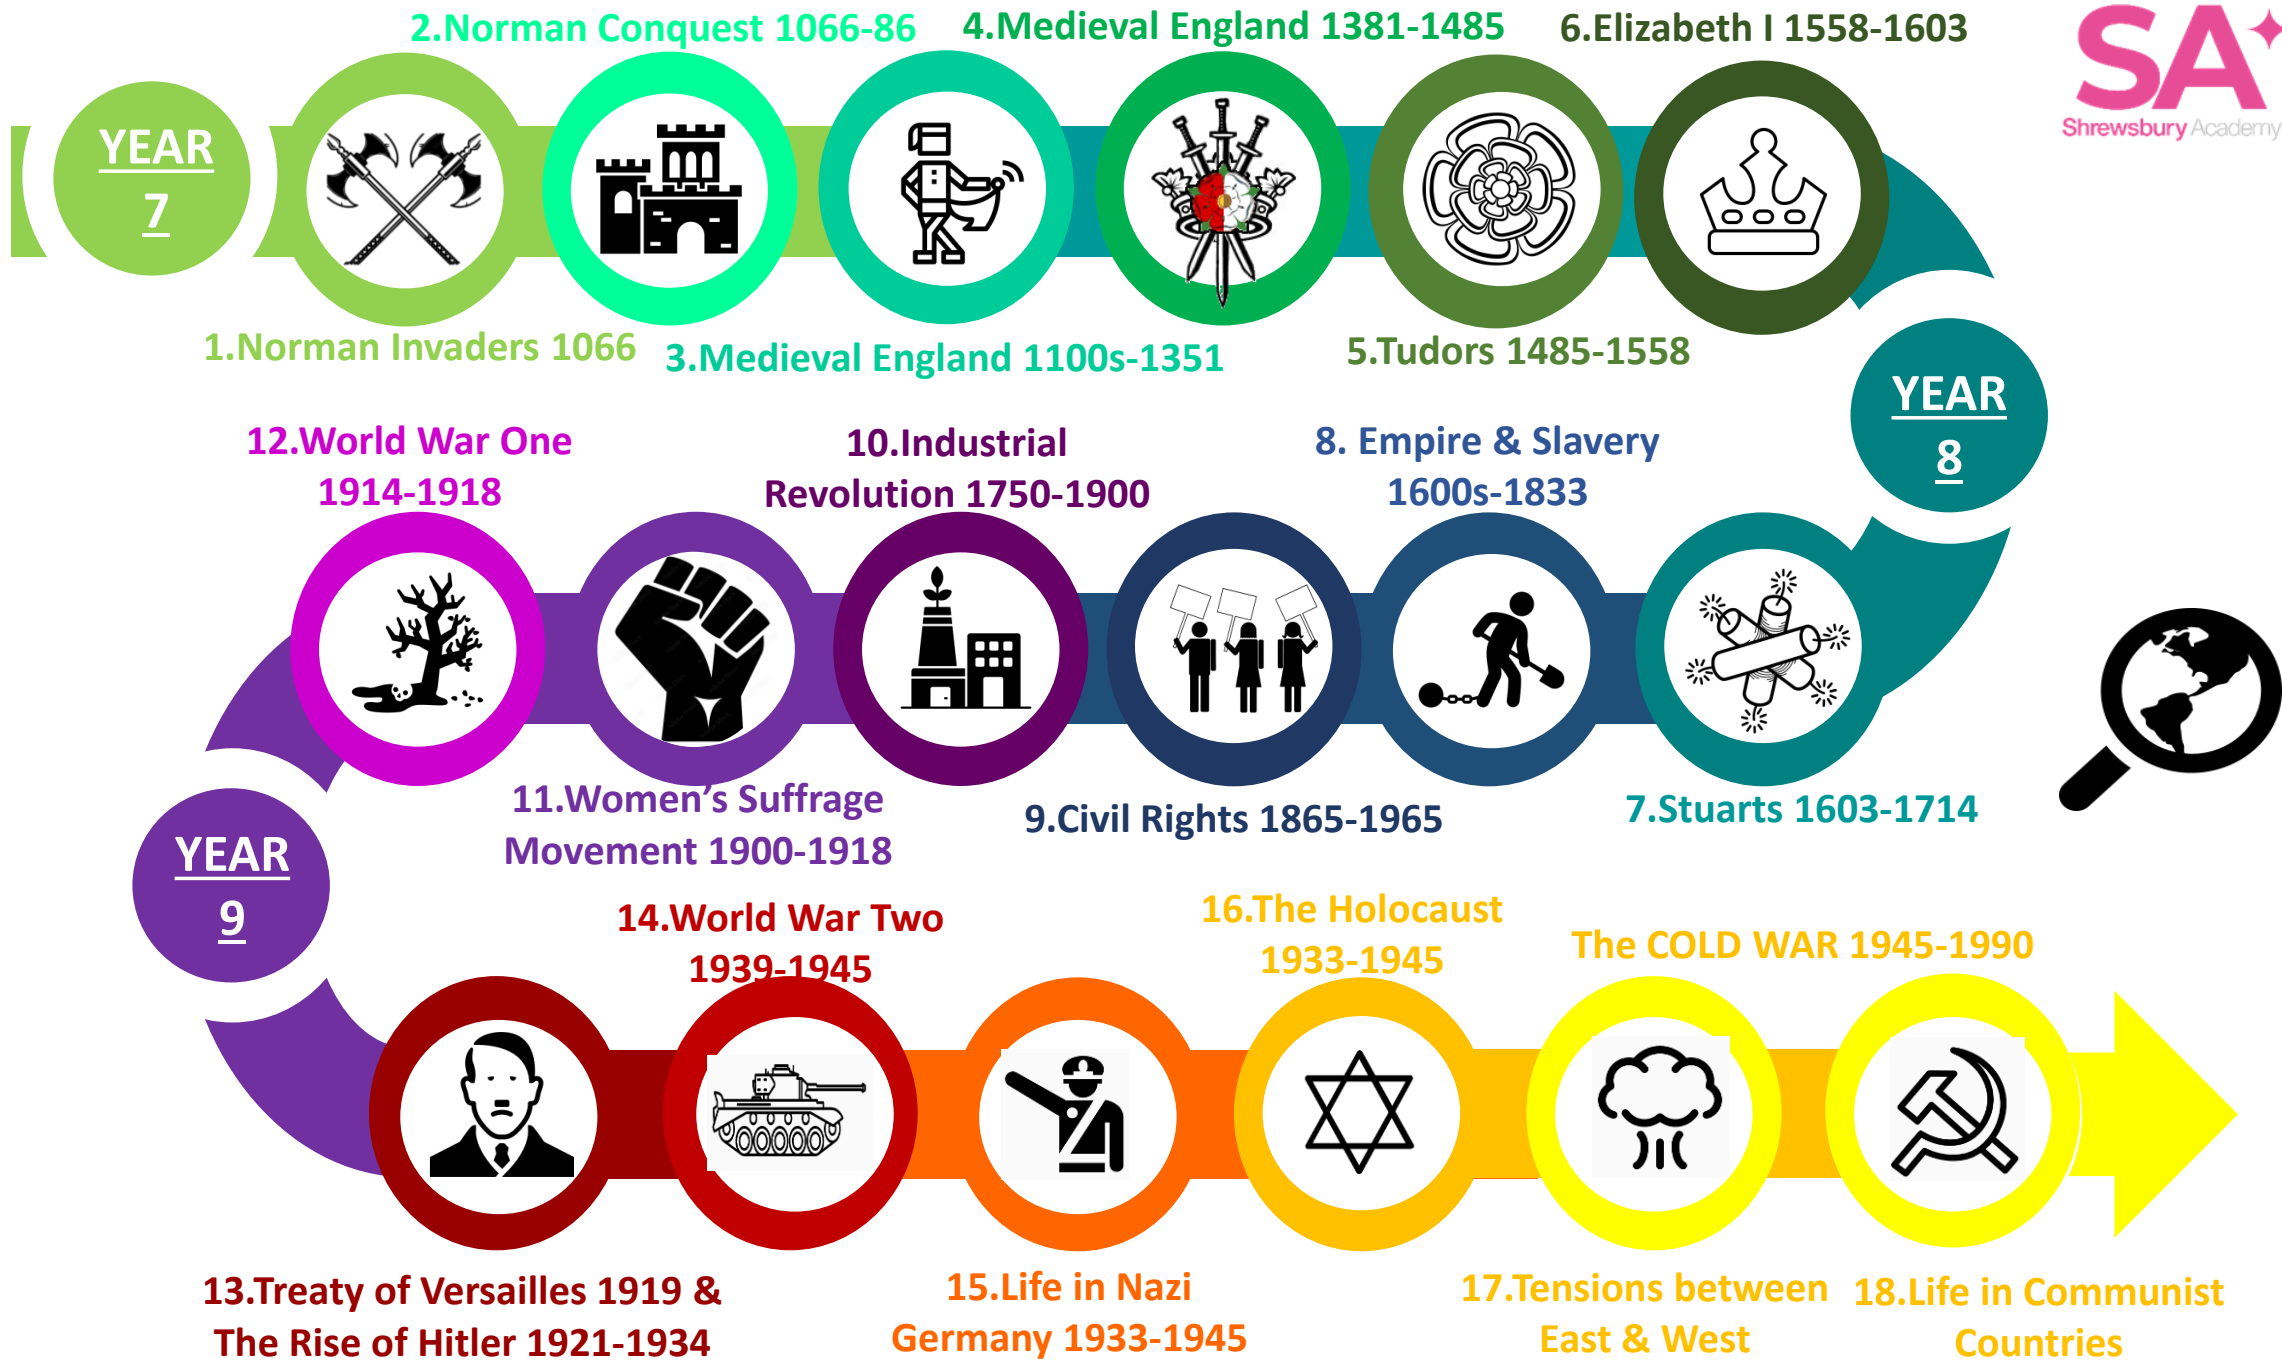 2.Norman Conquest 1066-86
4.Medieval England 1381-1485
6.Elizabeth I 1558-1603
SA
Shrewsbury Academy
YEAR
7
1.Norman Invaders 1066
3.Medieval England 1100s-1351
5.Tudors 1485-1558
YEAR
8
12.World War One
1914-1918
10.Industrial
Revolution 1750-1900
8. Empire & Slavery
1600s-1833
11.Women's Suffrage
Movement 1900-1918
9.Civil Rights 1865-1965
7.Stuarts 1603-1714
YEAR
9
14.World War Two
1939-1945
16.The Holocaust
1933-1945
The COLD WAR 1945-1990
13.Treaty of Versailles 1919 &
The Rise of Hitler 1921-1934
15.Life in Nazi
Germany 1933-1945
17.Tensions between
East & West
18.Life in Communist
Countries